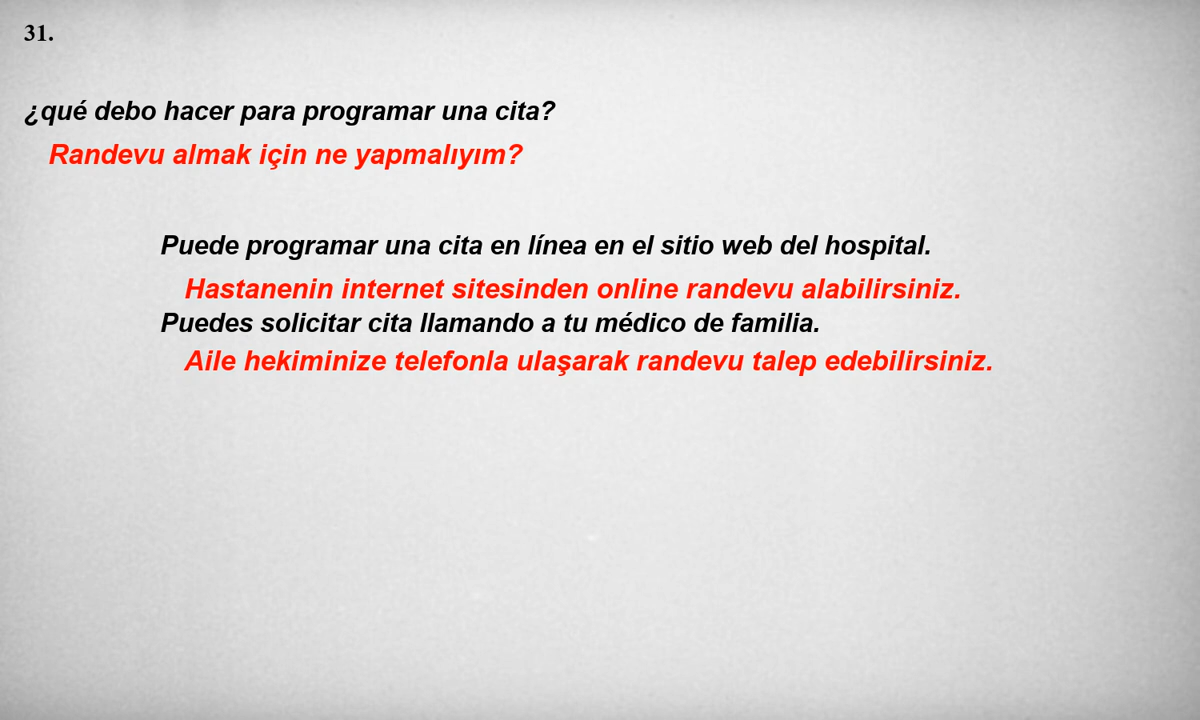 31.
¿qué debo hacer para programar una cita?
Randevu almak için ne yapmalıyım?
Puede programar una cita en línea en el sitio web del hospital.
Hastanenin internet sitesinden online randevu alabilirsiniz.
Puedes solicitar cita llamando a tu médico de familia.
Aile hekiminize telefonla ulaşarak randevu talep edebilirsiniz.